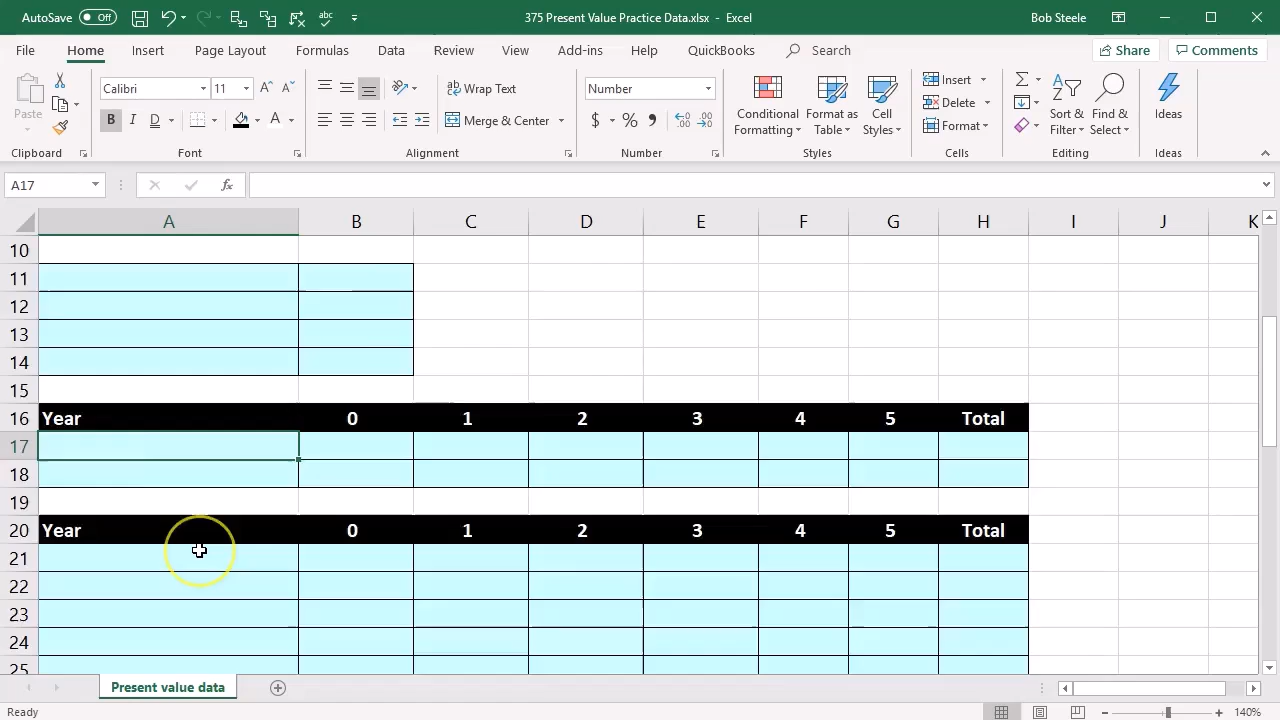 AutoSave Off abc 375 Present Value Practice Data.xlsx - Excel Bob Steele
File Home Insert Page Layout Formulas Data Review View Add-ins Help QuickBooks Search Share Comments
Paste Calibri 11 A A Wrap Text Number Conditional Formatting Format as Table Cell Styles Insert Sort & Filter Find & Select Ideas
B I D A Merge & Center $ % , .00 .0 Delete
Format
Clipboard Font Alignment Number Styles Cells Editing Ideas
A17 fx
A B C D E F G H I J K
10
11
12
13
14
15
16 Year 0 1 2 3 4 5 Total
17
18
19
20 Year 0 1 2 3 4 5 Total
21
22
23
24
25
Present value data
Ready 140%